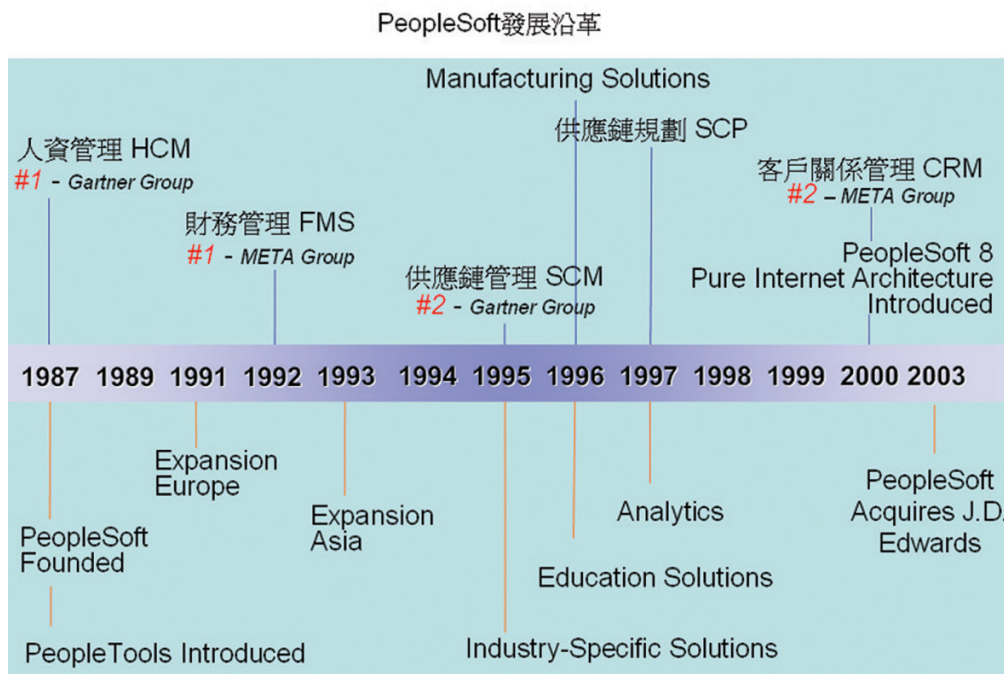 PeopleSoft發展沿革
Manufacturing Solutions
供應鏈規劃 SCP
人資管理 HCM
#1 - Gartner Group
客戶關係管理 CRM
#2 – META Group
財務管理 FMS
#1 - META Group
PeopleSoft 8
Pure Internet Architecture
Introduced
供應鏈管理 SCM
#2 - Gartner Group
1987 1989 1991 1992 1993 1994 1995 1996 1997 1998 1999 2000 2003
Expansion
Europe
PeopleSoft
Acquires J.D.
Edwards
Expansion
Asia
Analytics
PeopleSoft
Founded
Education Solutions
PeopleTools Introduced
Industry-Specific Solutions